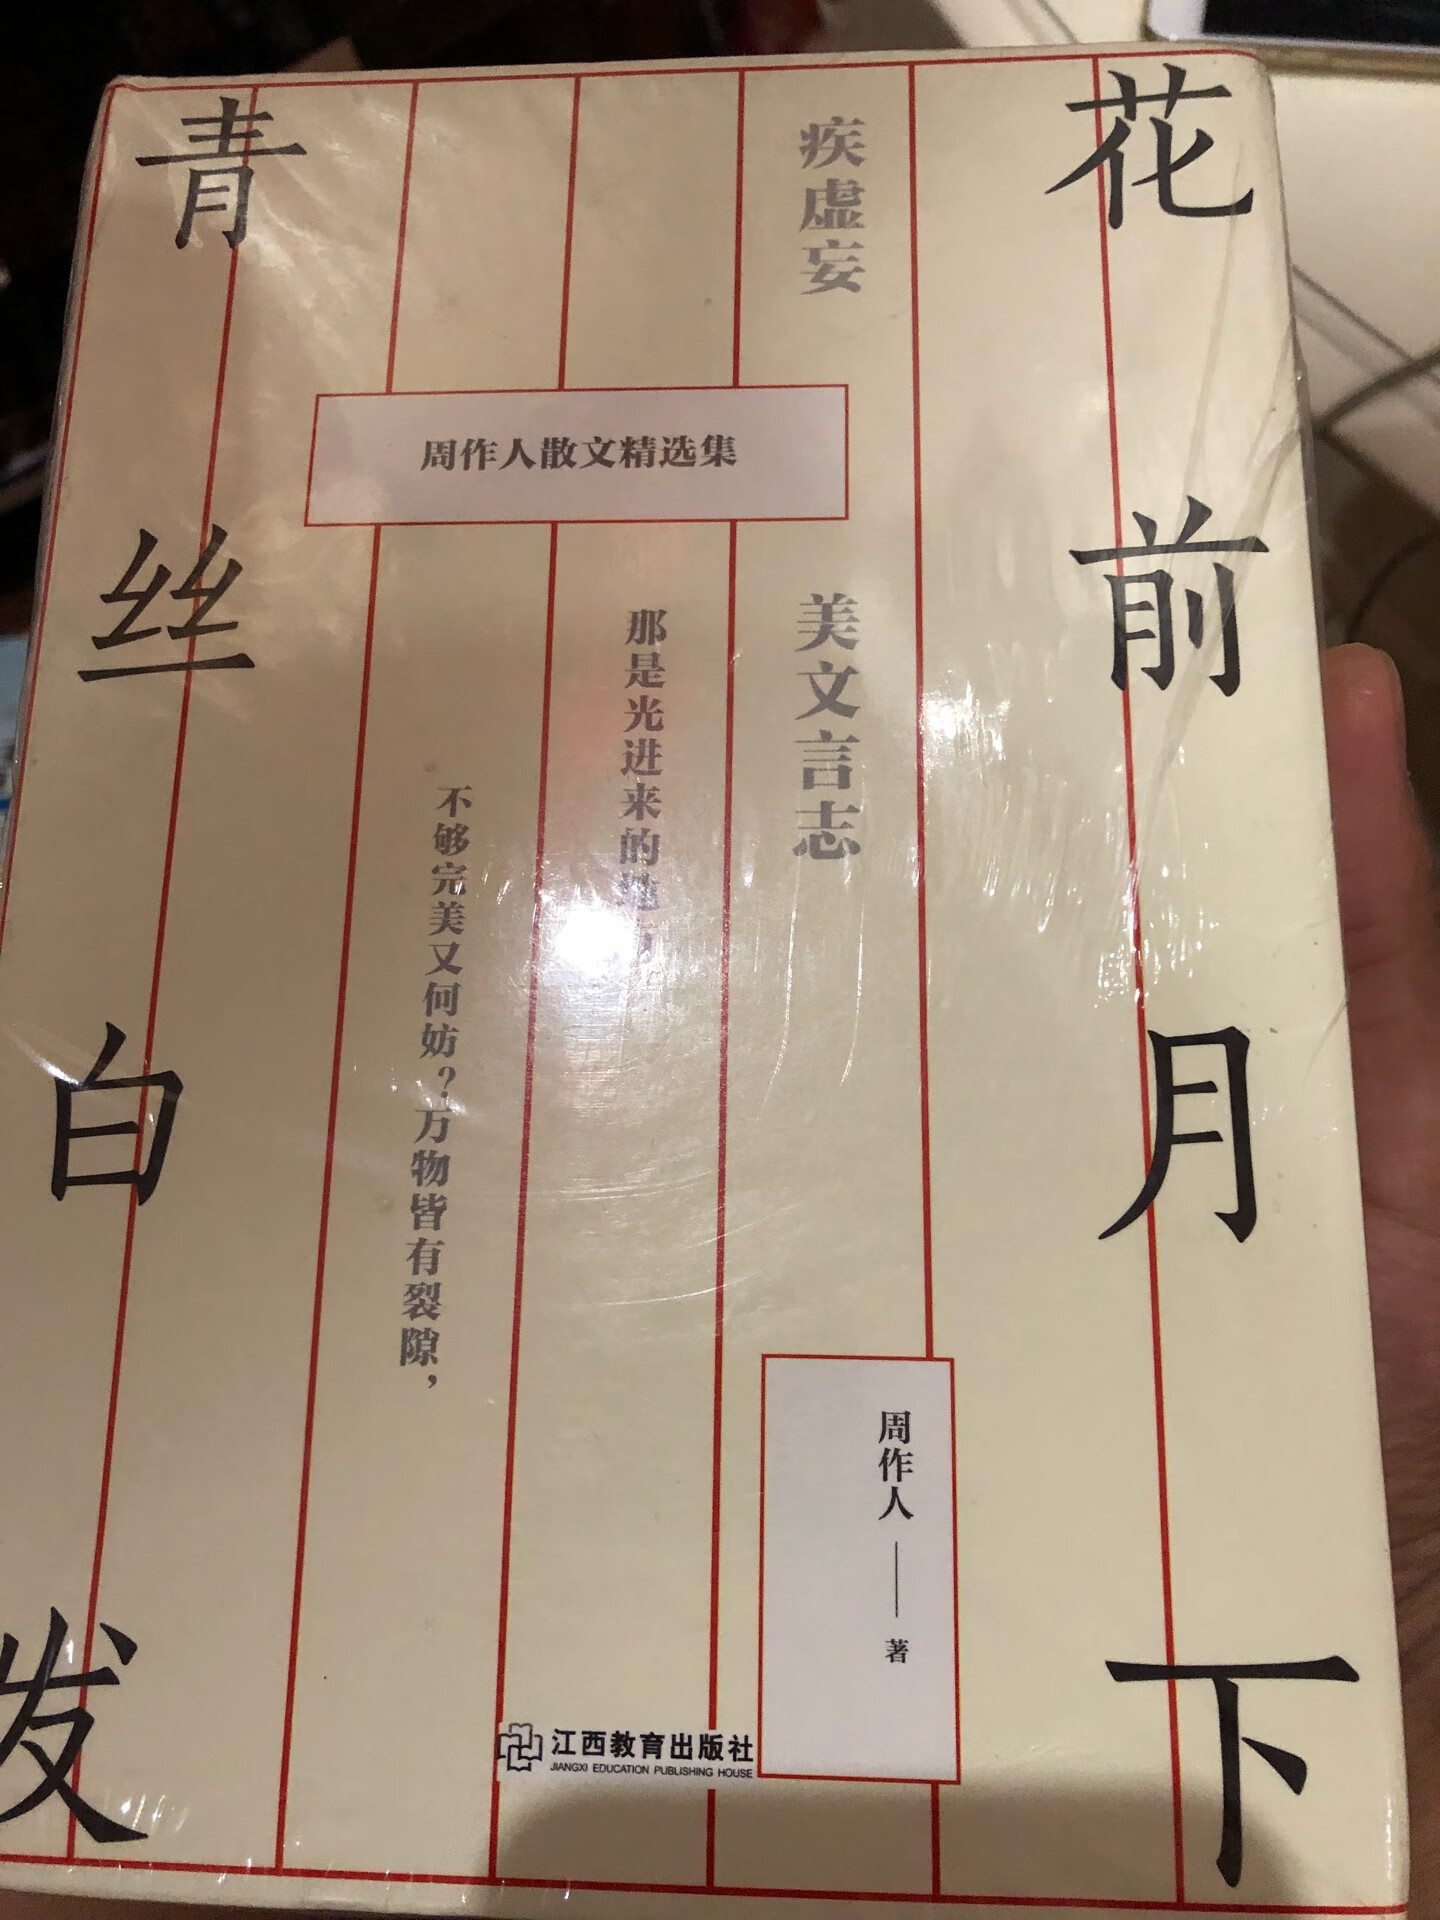 花前月下
疾虚妄
美文言志
周作人散文精选集
那是光进来的地
不够完美又何妨？万物皆有裂隙，
青丝白发
周作人——著
江西教育出版社
JIANGXI EDUCATION PUBLISHING HOUSE